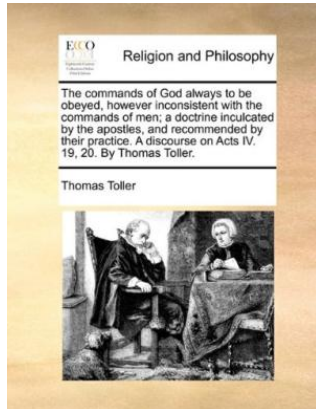 ECCO
Religion and Philosophy
The commands of God always to be
obeyed, however inconsistent with the
commands of men; a doctrine inculcated
by the apostles, and recommended by
their practice. A discourse on Acts IV.
19, 20. By Thomas Toller.
Thomas Toller